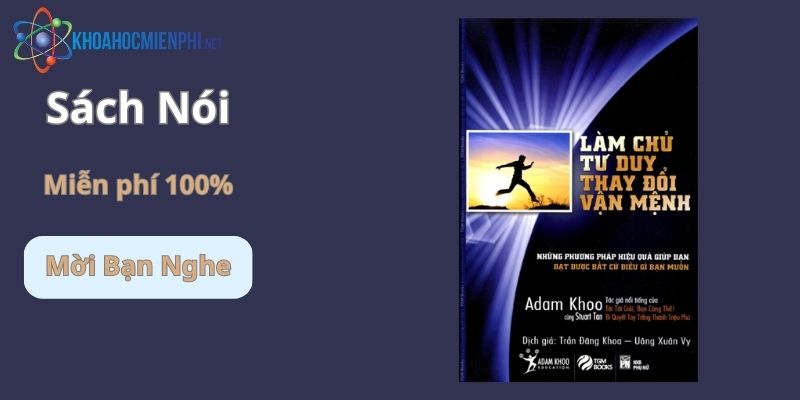 KHOAHOCMIENPHI.NET
Sách Nói
Miễn phí 100%
Mời Bạn Nghe
LÀM CHỦ
TƯ DUY
THAY ĐỔI
VẬN MỆNH
NHỮNG PHƯƠNG PHÁP HIỆU QUẢ GIÚP BẠN
ĐẠT ĐƯỢC BẤT CỨ ĐIỀU GÌ BẠN MUỐN
Adam Khoo
cùng Stuart Tan
Tác giả nổi tiếng của
Tôi Tài Giỏi, Bạn Cũng Thế!
Bí Quyết Tay Trắng Thành Triệu Phú
Dịch giả: Trần Đăng Khoa – Uông Xuân Vy
ADAM KHOO
EDUCATION
TGM
BOOKS
PN
NXB
PHỤ NỮ